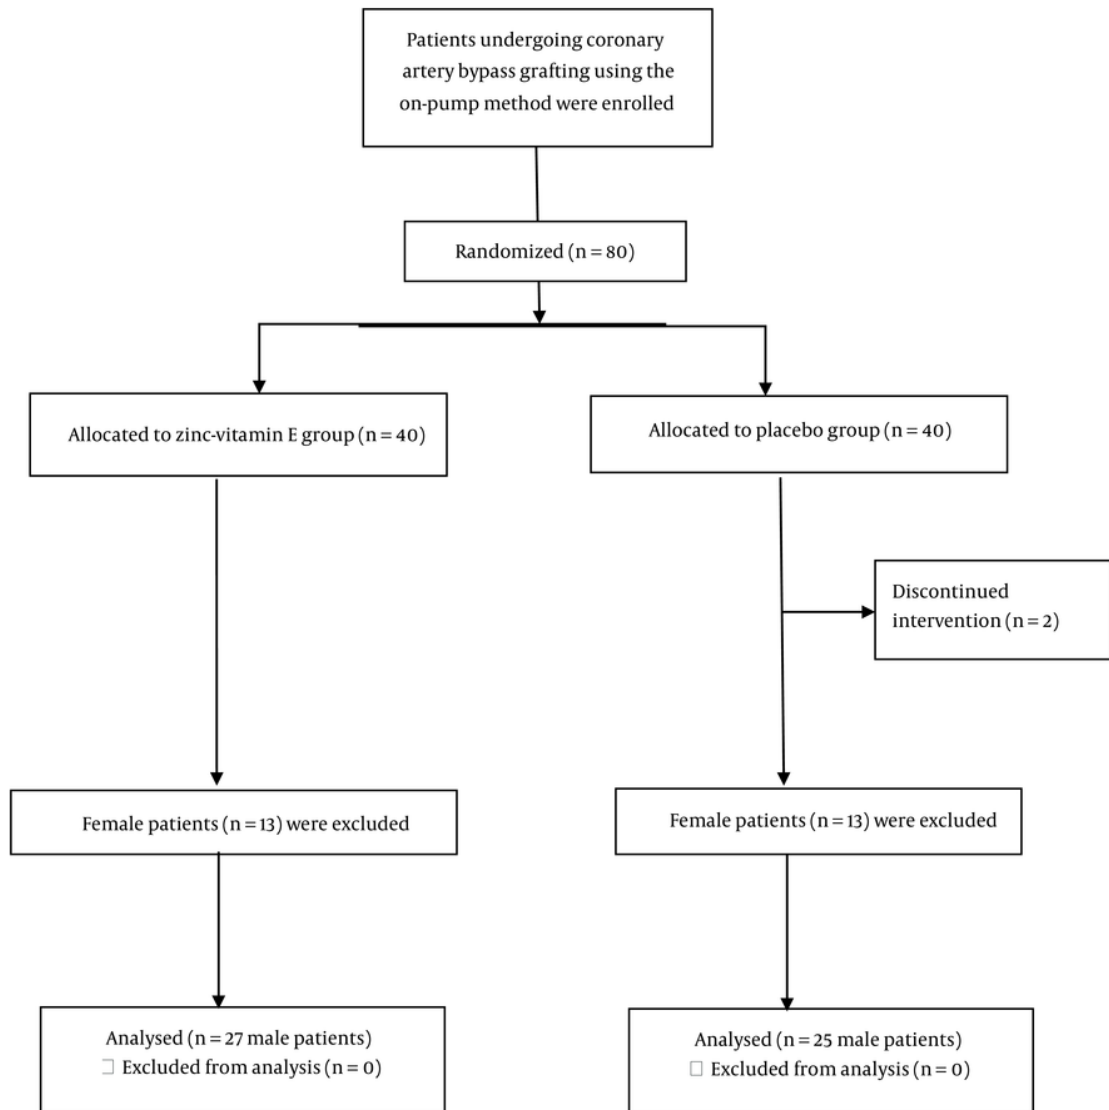 Patients undergoing coronary
artery bypass grafting using the
on-pump method were enrolled
Randomized (n = 80)
Allocated to zinc-vitamin E group (n = 40)
Allocated to placebo group (n = 40)
Discontinued
intervention (n = 2)
Female patients (n = 13) were excluded
Female patients (n = 13) were excluded
Analysed (n = 27 male patients)
□ Excluded from analysis (n = 0)
Analysed (n = 25 male patients)
□ Excluded from analysis (n = 0)